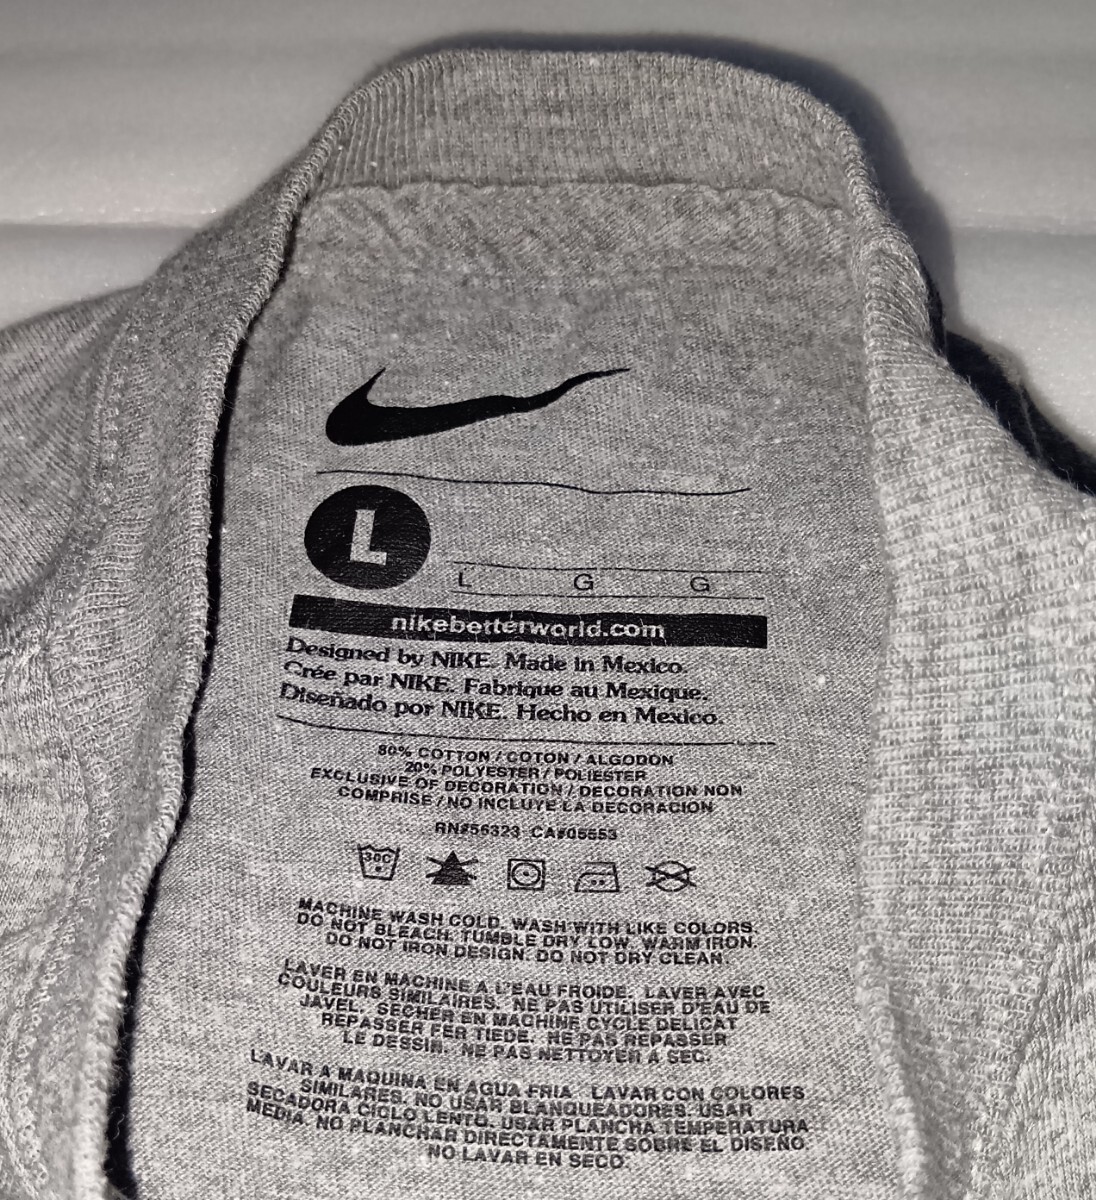 L
L G G
nikebetterworld.com
Designed by NIKE. Made in Mexico.
Crée par NIKE. Fabrique au Mexique.
Diseñado por NIKE. Hecho en Mexico.
80% COTTON / COTON / ALGODON
20% POLYESTER / POLIESTER
EXCLUSIVE OF DECORATION / DECORATION NON
COMPRISE / NO INCLUYE LA DECORACION
RN#56323 CA#05553
30C
MACHINE WASH COLD. WASH WITH LIKE COLORS.
DO NOT BLEACH. TUMBLE DRY LOW. WARM IRON.
DO NOT IRON DESIGN. DO NOT DRY CLEAN.
LAVER EN MACHINE A L'EAU FROIDE. LAVER AVEC
COULEURS SIMILAIRES. NE PAS UTILISER D'EAU DE
JAVEL. SECHER EN MACHINE CYCLE DELICAT
REPASSER FER TIEDE. NE PAS REPASSER
LE DESSIN. NE PAS NETTOYER A SEC.
LAVAR A MAQUINA EN AGUA FRIA LAVAR CON COLORES
SIMILARES. NO USAR BLANQUEADORES. USAR
SECADORA CICLO LENTO. USAR PLANCHA TEMPERATURA
MEDIA. NO PLANCHAR DIRECTAMENTE SOBRE EL DISEÑO
NO LAVAR EN SECO.